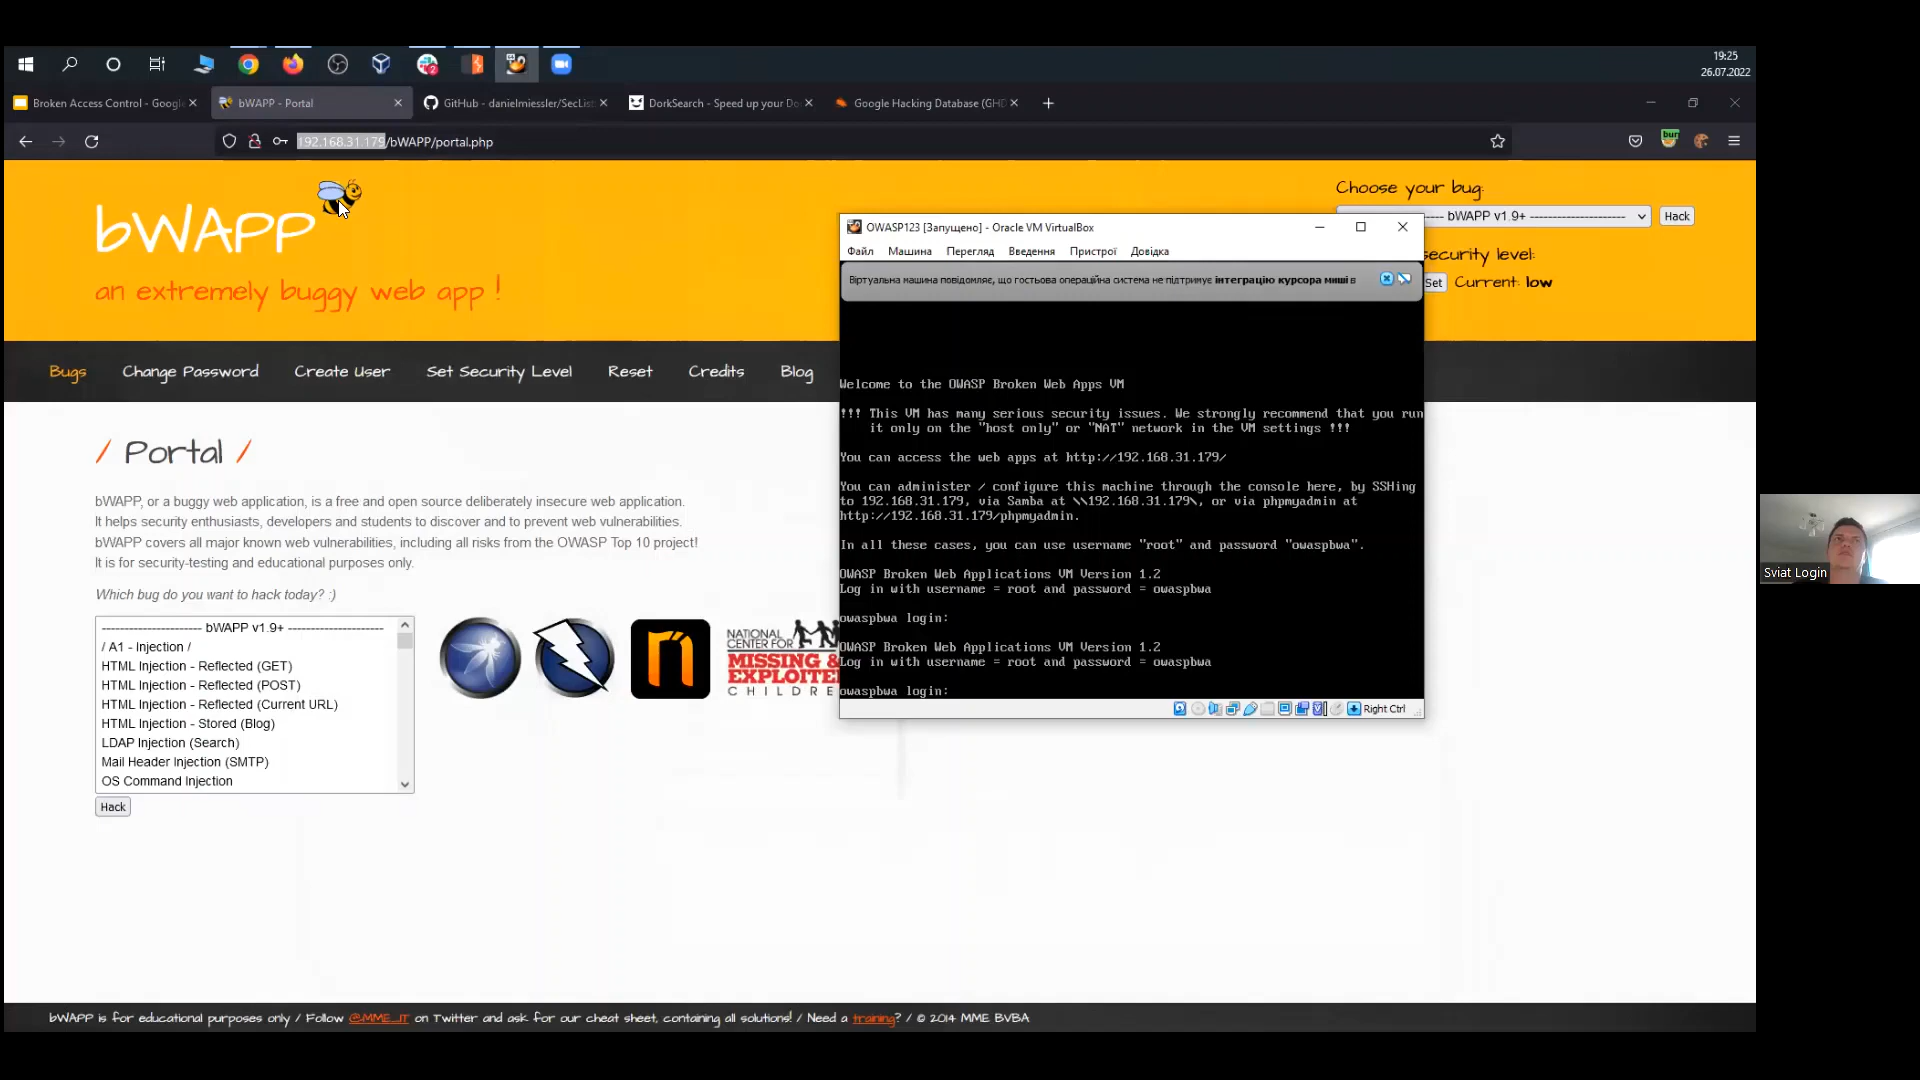 19:25
26.07.2022
Broken Access Control - Google
bWAPP - Portal
GitHub - danielmiessler/SecList
DorkSearch - Speed up your Do
Google Hacking Database (GHD
192.168.31.179/bWAPP/portal.php
bWAPP
an extremely buggy web app !
Choose your bug:
---- bWAPP v1.9+ ----------------------
Hack
security level:
Set
Current: low
Bugs
Change Password
Create User
Set Security Level
Reset
Credits
Blog
/ Portal /
bWAPP, or a buggy web application, is a free and open source deliberately insecure web application.
It helps security enthusiasts, developers and students to discover and to prevent web vulnerabilities.
bWAPP covers all major known web vulnerabilities, including all risks from the OWASP Top 10 project!
It is for security-testing and educational purposes only.
Which bug do you want to hack today? :)
----------------------- bWAPP v1.9+ ----------------------
/ A1 - Injection /
HTML Injection - Reflected (GET)
HTML Injection - Reflected (POST)
HTML Injection - Reflected (Current URL)
HTML Injection - Stored (Blog)
LDAP Injection (Search)
Mail Header Injection (SMTP)
OS Command Injection
Hack
NATIONAL
CENTER FOR
MISSING &
EXPLOITE
CHILDRE
OWASP123 [Запущено] - Oracle VM VirtualBox
Файл
Машина
Перегляд
Введення
Пристрої
Довідка
Віртуальна машина повідомляє, що гостьова операційна система не підтримує інтеграцію курсора миші в
Welcome to the OWASP Broken Web Apps VM
!!! This VM has many serious security issues. We strongly recommend that you run
it only on the "host only" or "NAT" network in the VM settings !!!
You can access the web apps at http://192.168.31.179/
You can administer / configure this machine through the console here, by SSHing
to 192.168.31.179, via Samba at \\192.168.31.179\, or via phpmyadmin at
http://192.168.31.179/phpmyadmin.
In all these cases, you can use username "root" and password "owaspbwa".
OWASP Broken Web Applications VM Version 1.2
Log in with username = root and password = owaspbwa
owaspbwa login:
OWASP Broken Web Applications VM Version 1.2
Log in with username = root and password = owaspbwa
owaspbwa login:
Right Ctrl
Sviat Login
bWAPP is for educational purposes only / Follow @MME_IT on Twitter and ask for our cheat sheet, containing all solutions! / Need a training? / © 2014 MME BVBA